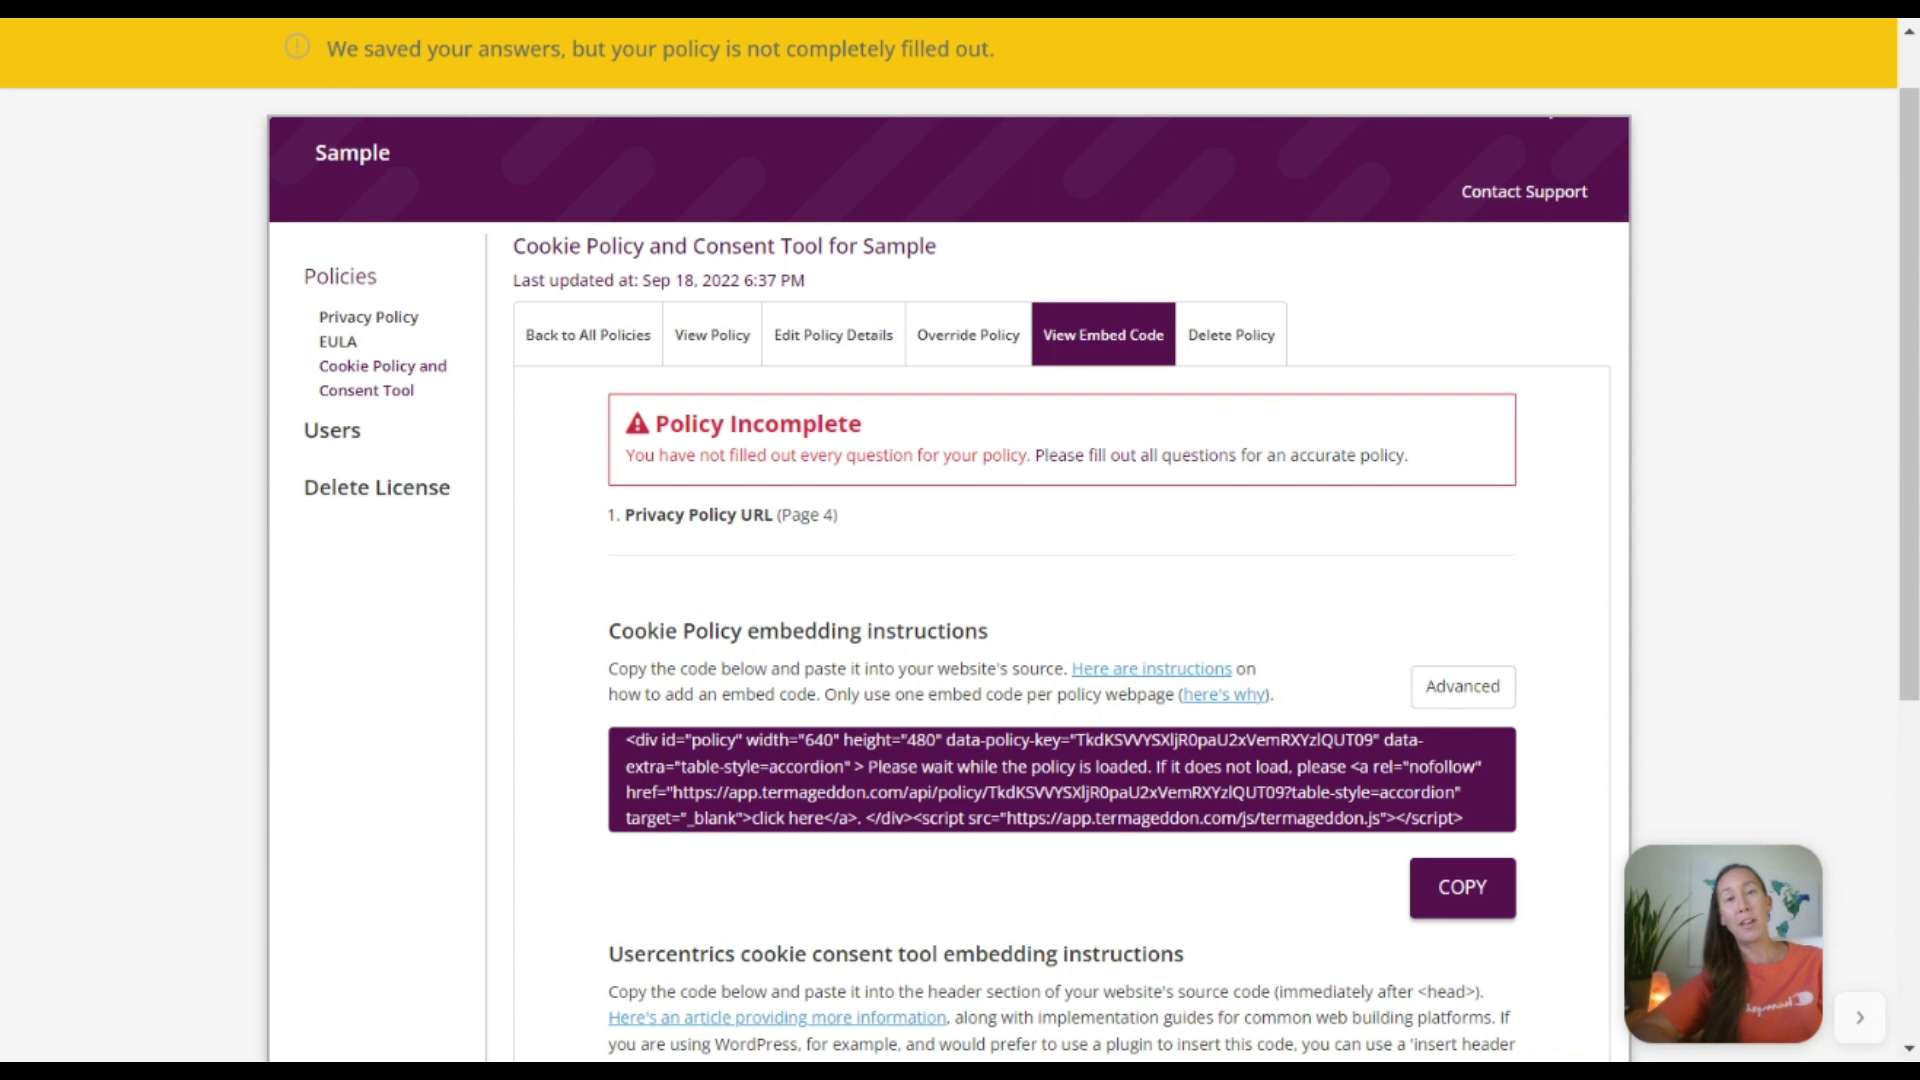 We saved your answers, but your policy is not completely filled out.
Sample
Contact Support
Policies
Privacy Policy
EULA
Cookie Policy and
Consent Tool
Users
Delete License
Cookie Policy and Consent Tool for Sample
Last updated at: Sep 18, 2022 6:37 PM
Back to All Policies
View Policy
Edit Policy Details
Override Policy
View Embed Code
Delete Policy
Policy Incomplete
You have not filled out every question for your policy. Please fill out all questions for an accurate policy.
1. Privacy Policy URL (Page 4)
Cookie Policy embedding instructions
Copy the code below and paste it into your website's source. Here are instructions on
how to add an embed code. Only use one embed code per policy webpage (here's why).
Advanced
<div id="policy" width="640" height="480" data-policy-key="TkdKSVVYSXljR0paU2xVemRXYzlQUT09" data-
extra="table-style=accordion" > Please wait while the policy is loaded. If it does not load, please <a rel="nofollow"
href="https://app.termageddon.com/api/policy/TkdKSVVYSXljR0paU2xVemRXYzlQUT09?table-style=accordion"
target="_blank">click here</a>. </div><script src="https://app.termageddon.com/js/termageddon.js"></script>
COPY
Usercentrics cookie consent tool embedding instructions
Copy the code below and paste it into the header section of your website's source code (immediately after <head>).
Here's an article providing more information, along with implementation guides for common web building platforms. If
you are using WordPress, for example, and would prefer to use a plugin to insert this code, you can use a 'insert header